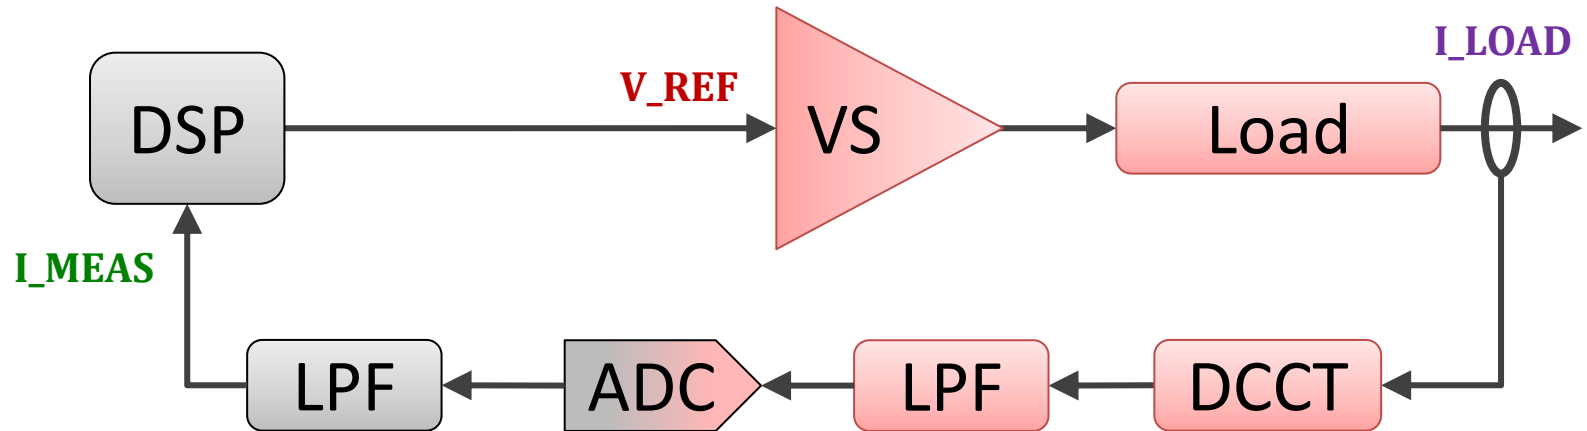 I_LOAD
V_REF
DSP
VS
Load
I_MEAS
LPF
ADC
LPF
DCCT